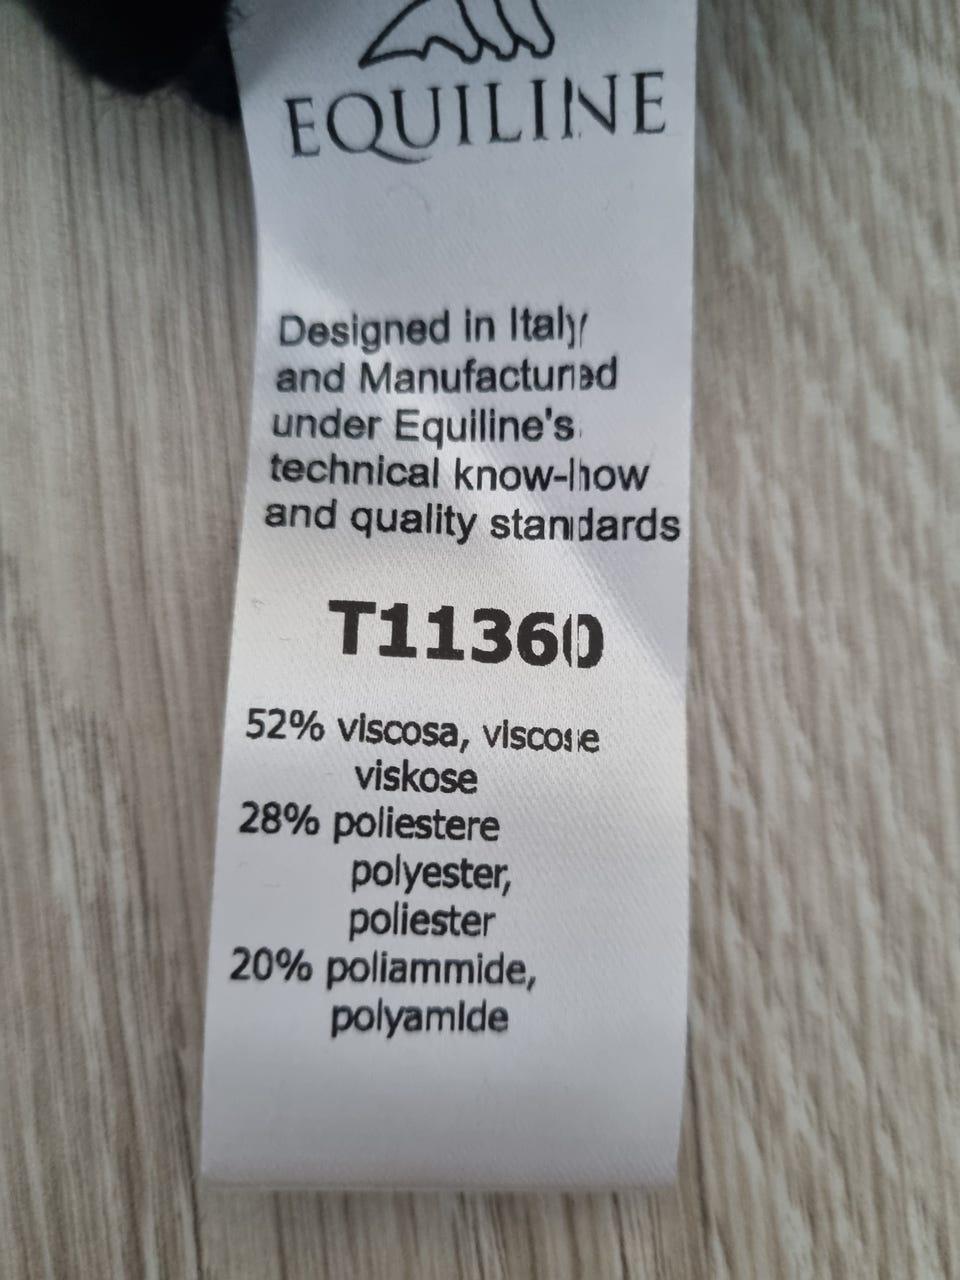 EQUILINE
Designed in Italy
and Manufactured
under Equiline's
technical know-how
and quality standards
T11360
52% viscosa, viscose
viskose
28% poliestere
polyester,
poliester
20% poliammide,
polyamide